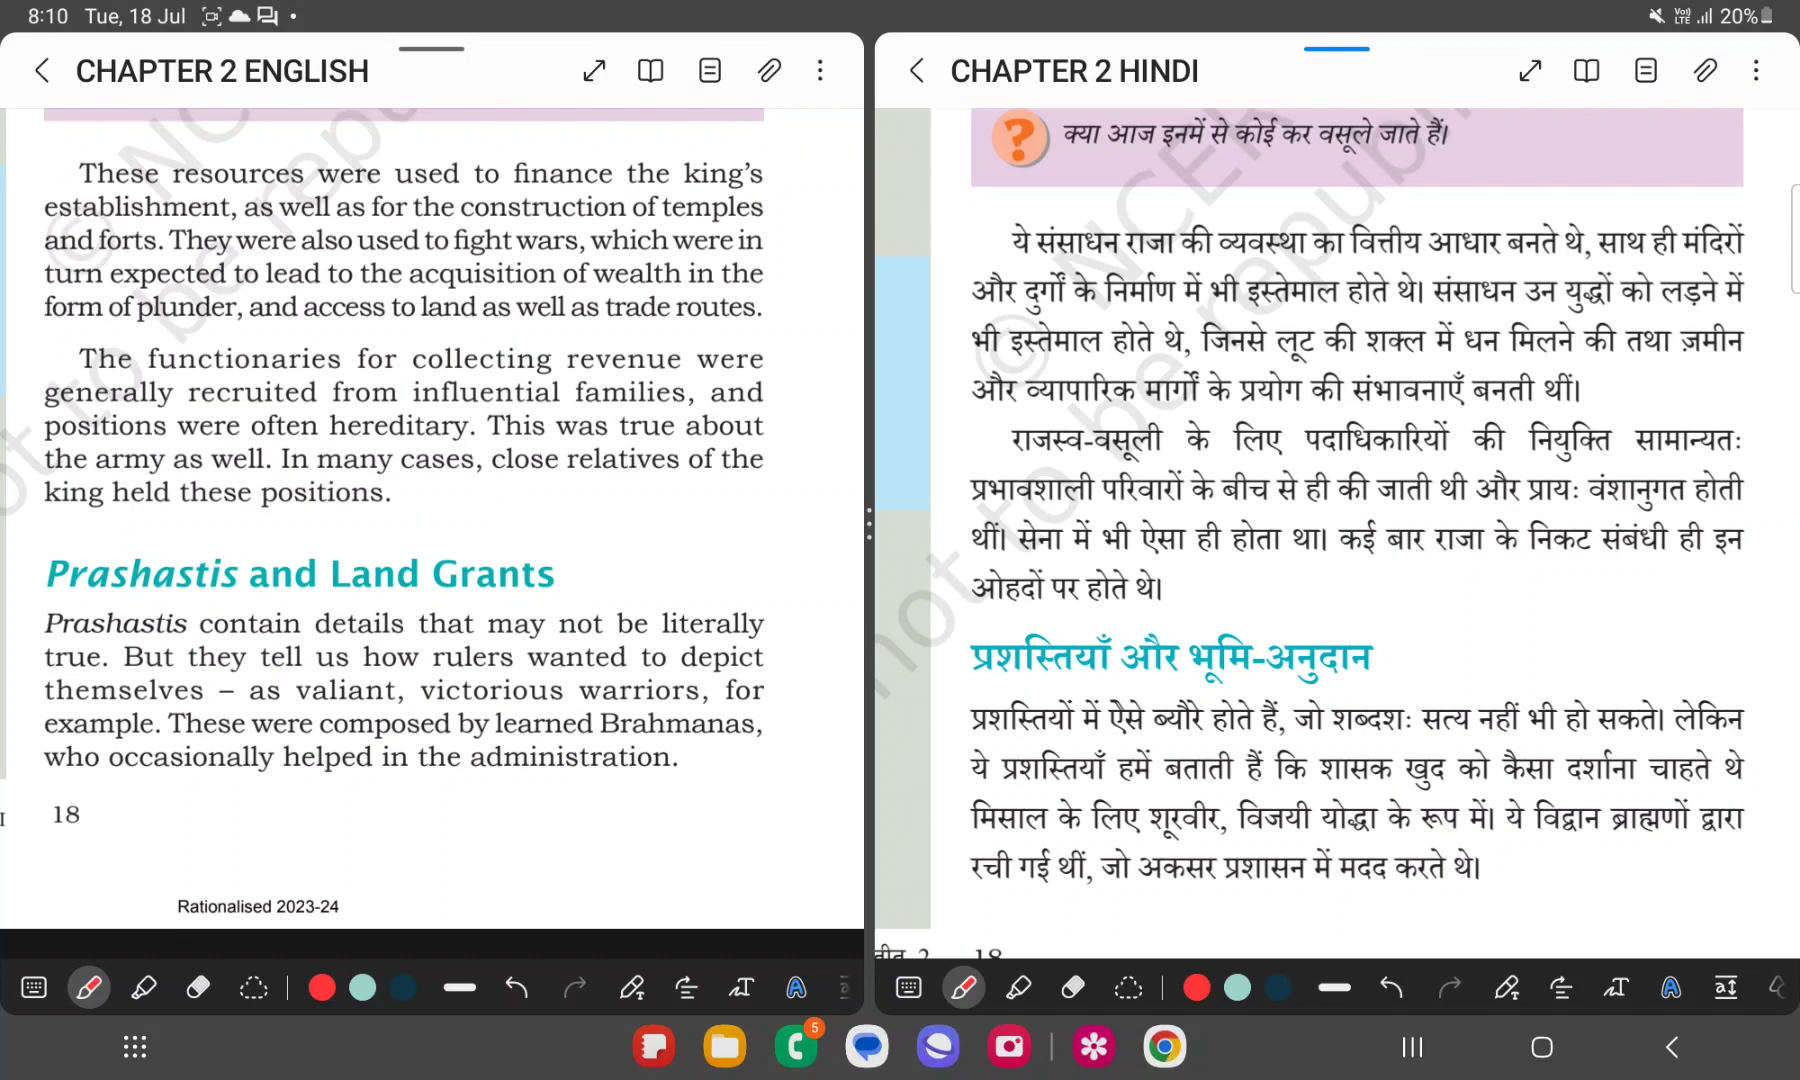 8:10 Tue, 18 Jul
20%
CHAPTER 2 ENGLISH
These resources were used to finance the king's
establishment, as well as for the construction of temples
and forts. They were also used to fight wars, which were in
turn expected to lead to the acquisition of wealth in the
form of plunder, and access to land as well as trade routes.
The functionaries for collecting revenue were
generally recruited from influential families, and
positions were often hereditary. This was true about
the army as well. In many cases, close relatives of the
king held these positions.
Prashastis and Land Grants
Prashastis contain details that may not be literally
true. But they tell us how rulers wanted to depict
themselves – as valiant, victorious warriors, for
example. These were composed by learned Brahmanas,
who occasionally helped in the administration.
18
Rationalised 2023-24
CHAPTER 2 HINDI
क्या आज इनमें से कोई कर वसूले जाते हैं।
ये संसाधन राजा की व्यवस्था का वित्तीय आधार बनते थे, साथ ही मंदिरों
और दुर्गों के निर्माण में भी इस्तेमाल होते थे। संसाधन उन युद्धों को लड़ने में
भी इस्तेमाल होते थे, जिनसे लूट की शक्ल में धन मिलने की तथा ज़मीन
और व्यापारिक मार्गों के प्रयोग की संभावनाएँ बनती थीं।
राजस्व-वसूली के लिए पदाधिकारियों की नियुक्ति सामान्यतः
प्रभावशाली परिवारों के बीच से ही की जाती थी और प्रायः वंशानुगत होती
थीं। सेना में भी ऐसा ही होता था। कई बार राजा के निकट संबंधी ही इन
ओहदों पर होते थे।
प्रशस्तियाँ और भूमि-अनुदान
प्रशस्तियों में ऐसे ब्यौरे होते हैं, जो शब्दशः सत्य नहीं भी हो सकते। लेकिन
ये प्रशस्तियाँ हमें बताती हैं कि शासक खुद को कैसा दर्शाना चाहते थे
मिसाल के लिए शूरवीर, विजयी योद्धा के रूप में। ये विद्वान ब्राह्मणों द्वारा
रची गई थीं, जो अकसर प्रशासन में मदद करते थे।
18
5